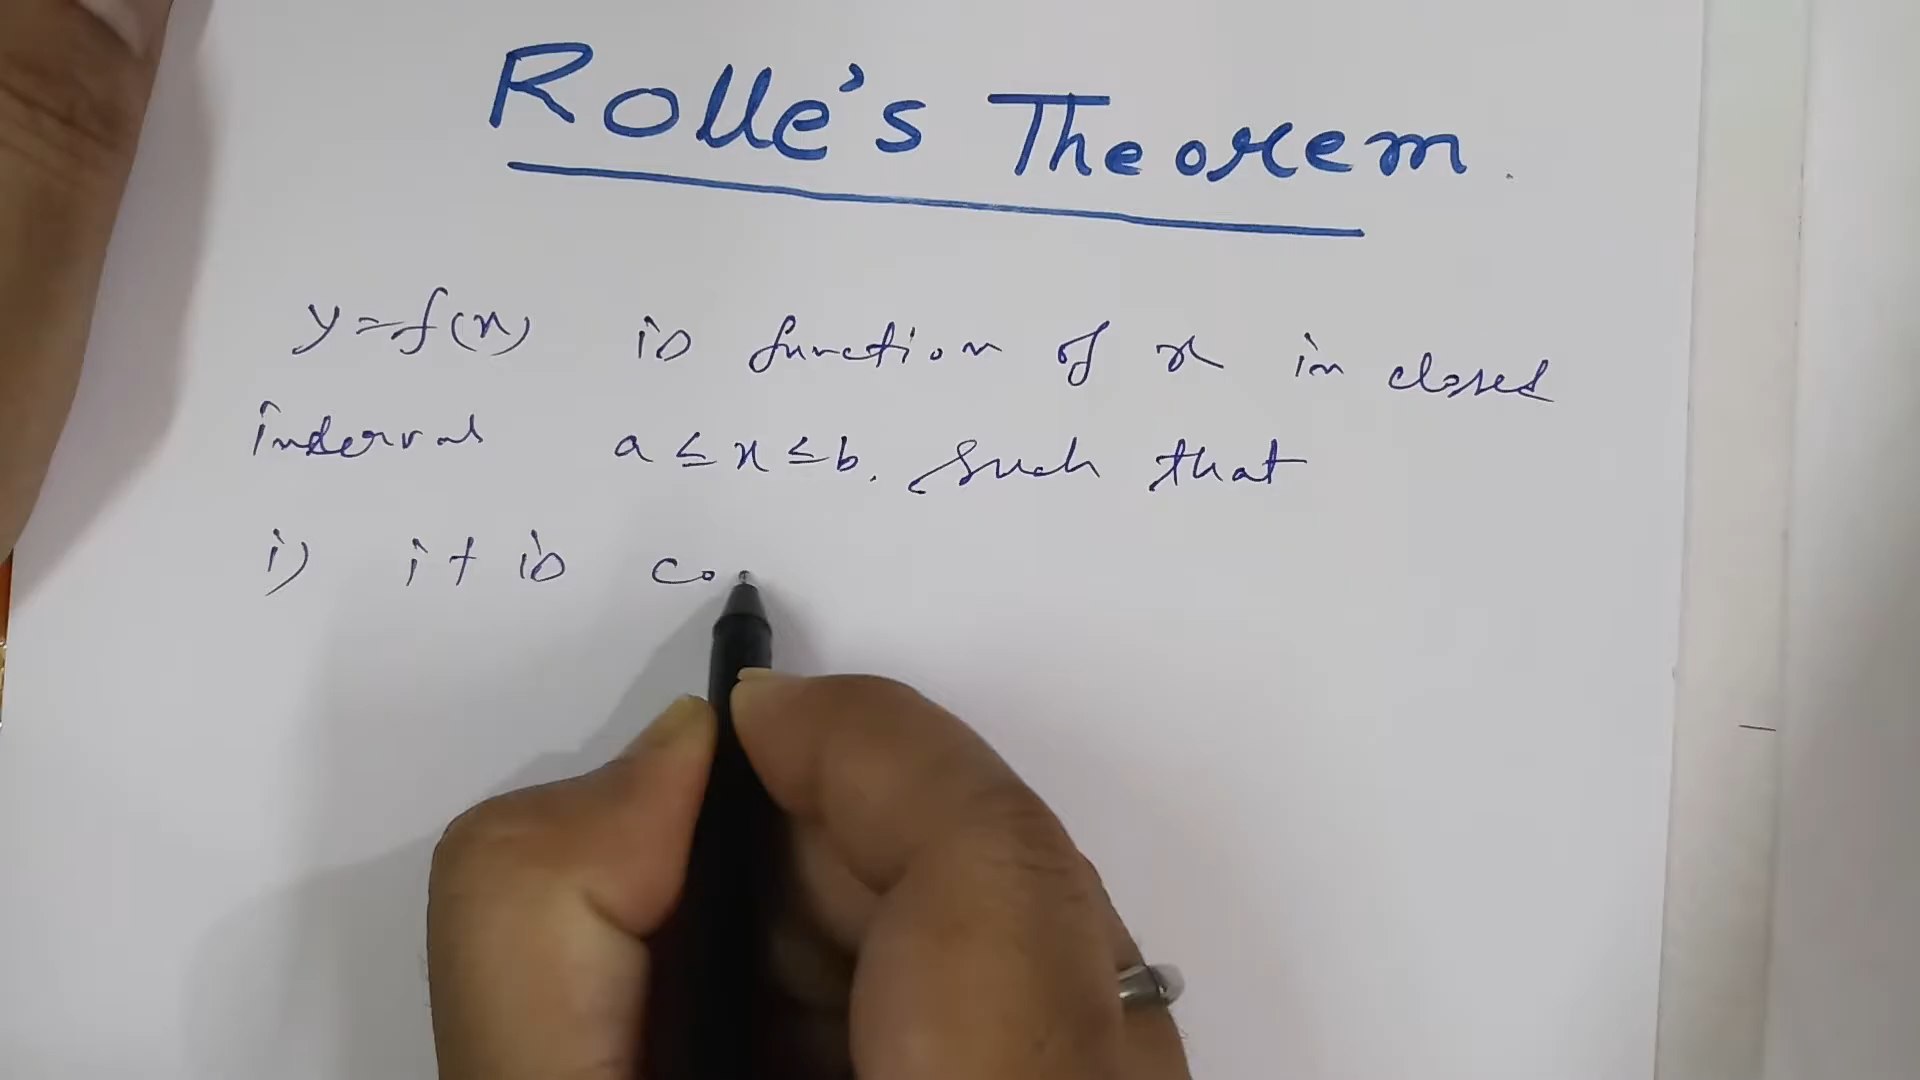 Rolle's Theorem
y=f(x) is function of x in closed
interval a ≤ x ≤ b. Such that
i) it is co